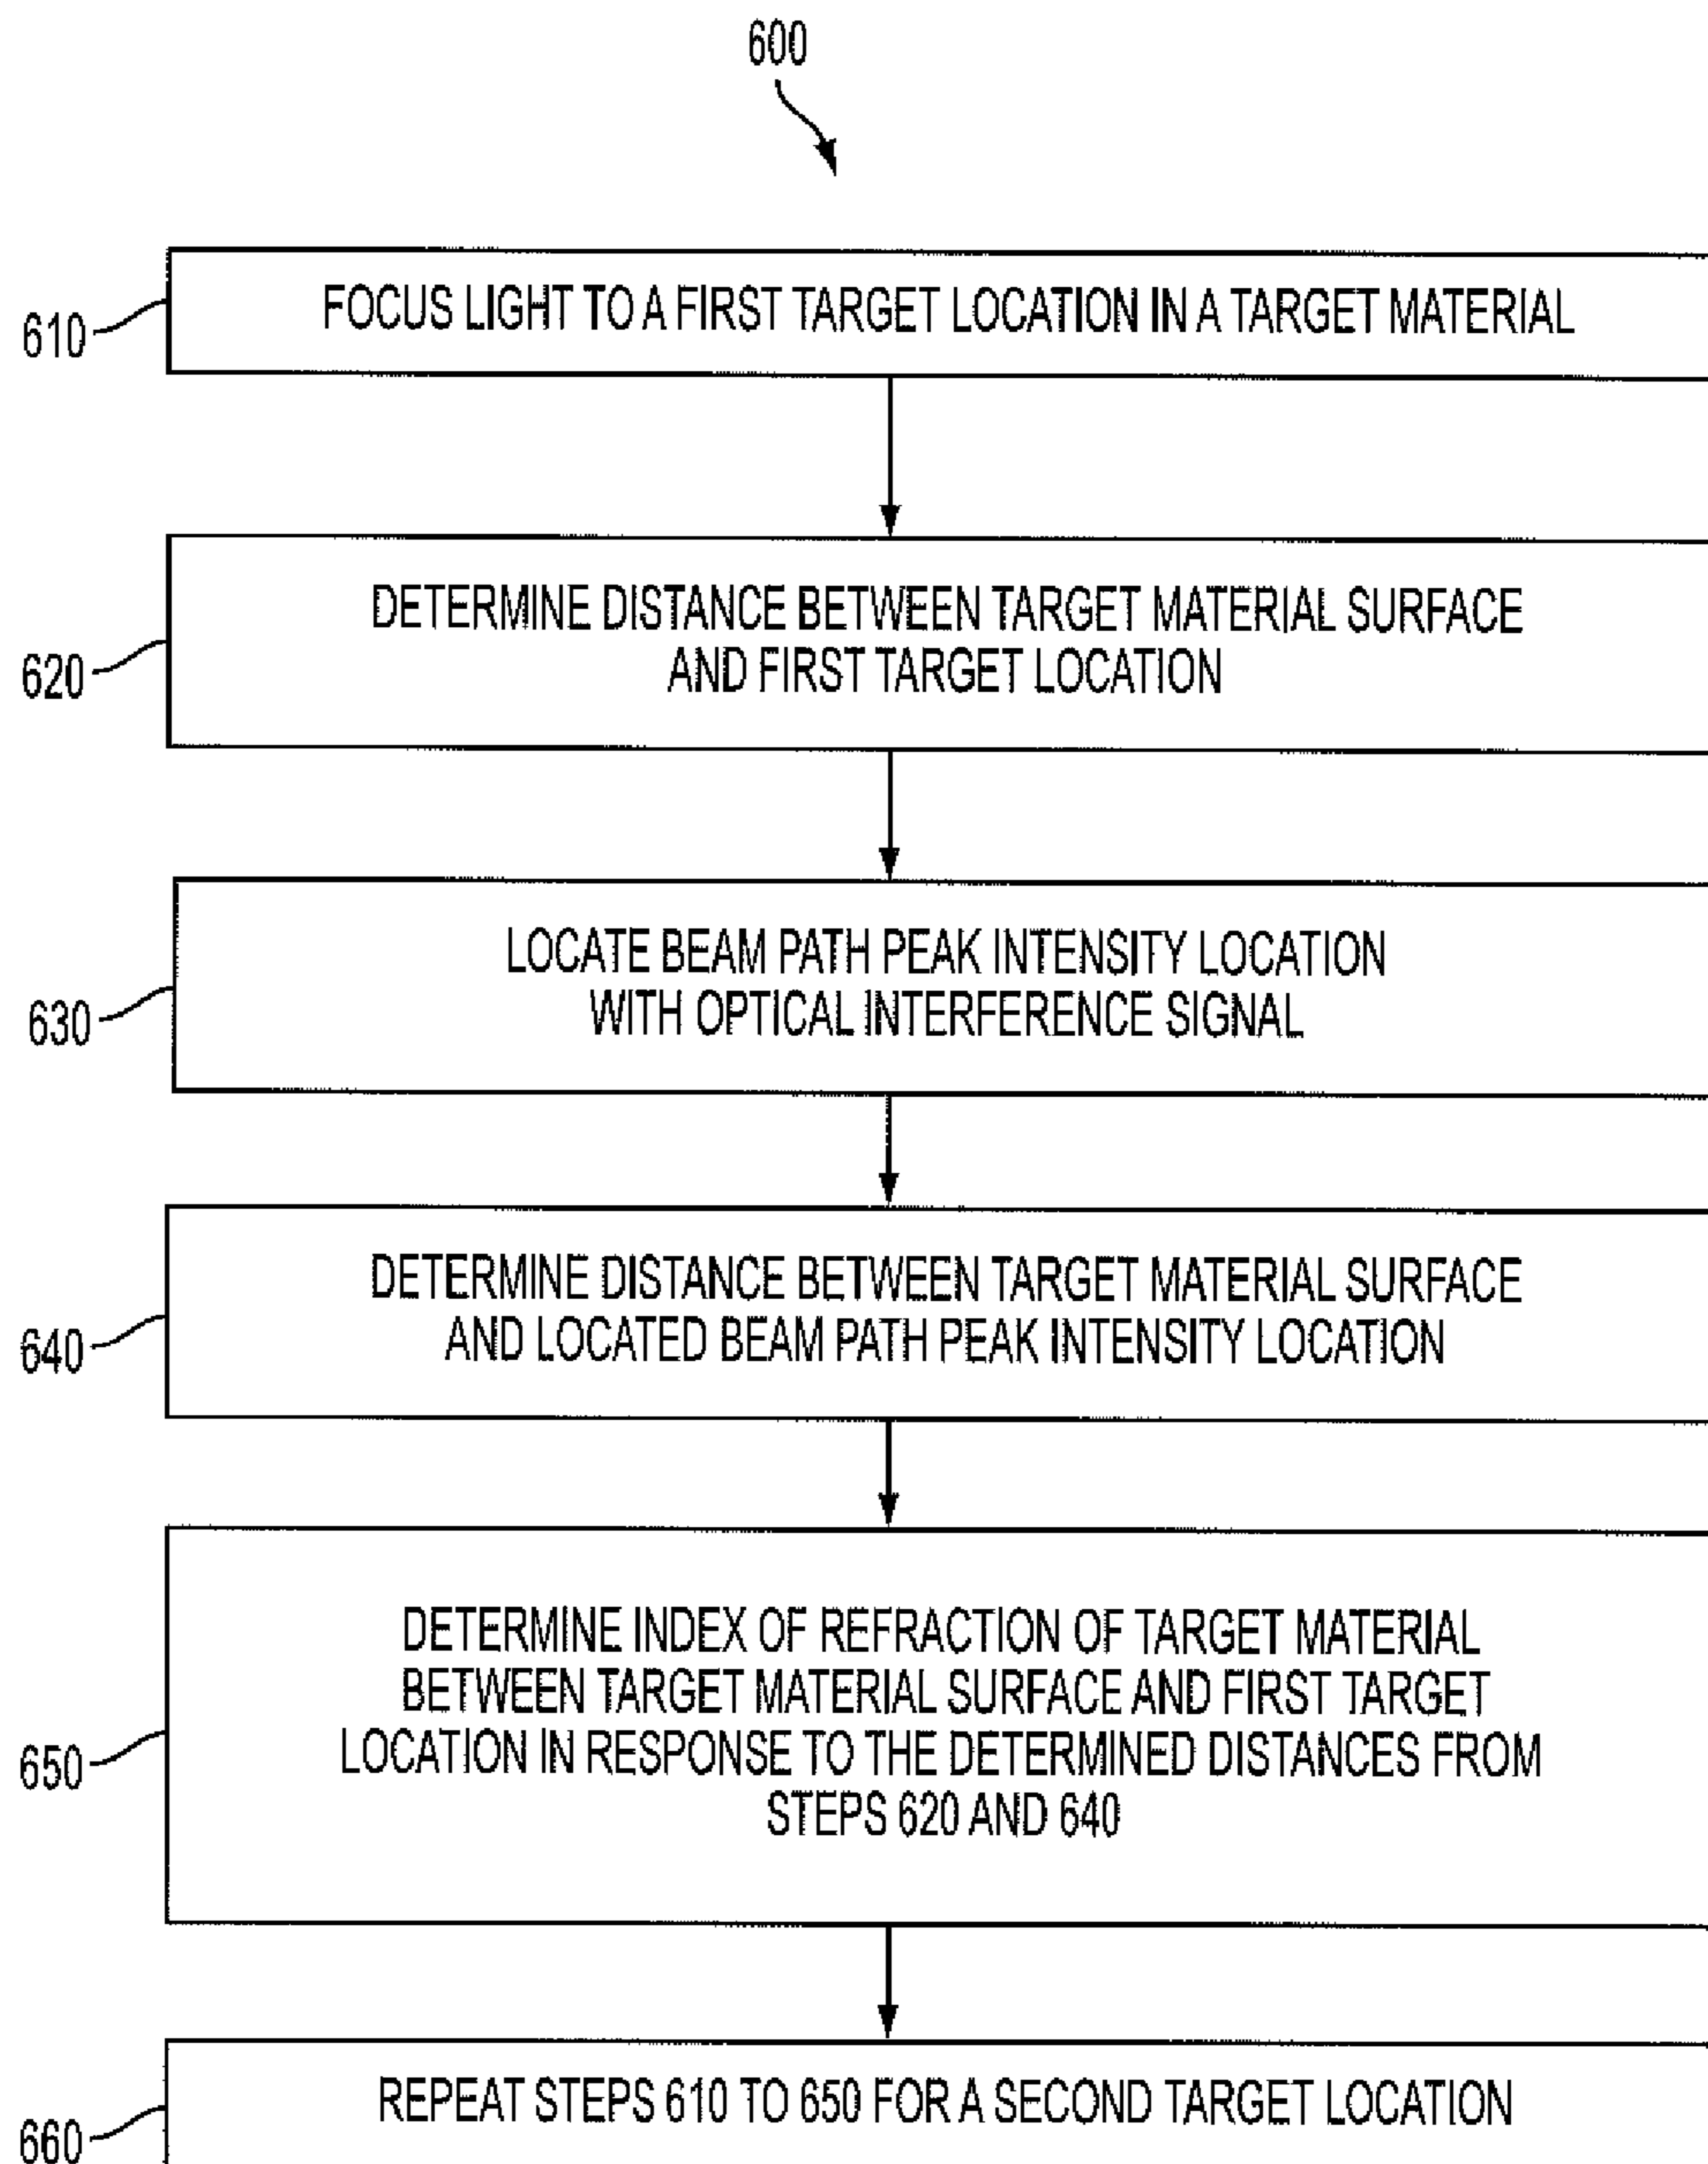 600
610
FOCUS LIGHT TO A FIRST TARGET LOCATION IN A TARGET MATERIAL
620
DETERMINE DISTANCE BETWEEN TARGET MATERIAL SURFACE
AND FIRST TARGET LOCATION
630
LOCATE BEAM PATH PEAK INTENSITY LOCATION
WITH OPTICAL INTERFERENCE SIGNAL
640
DETERMINE DISTANCE BETWEEN TARGET MATERIAL SURFACE
AND LOCATED BEAM PATH PEAK INTENSITY LOCATION
650
DETERMINE INDEX OF REFRACTION OF TARGET MATERIAL
BETWEEN TARGET MATERIAL SURFACE AND FIRST TARGET
LOCATION IN RESPONSE TO THE DETERMINED DISTANCES FROM
STEPS 620 AND 640
660
REPEAT STEPS 610 TO 650 FOR A SECOND TARGET LOCATION